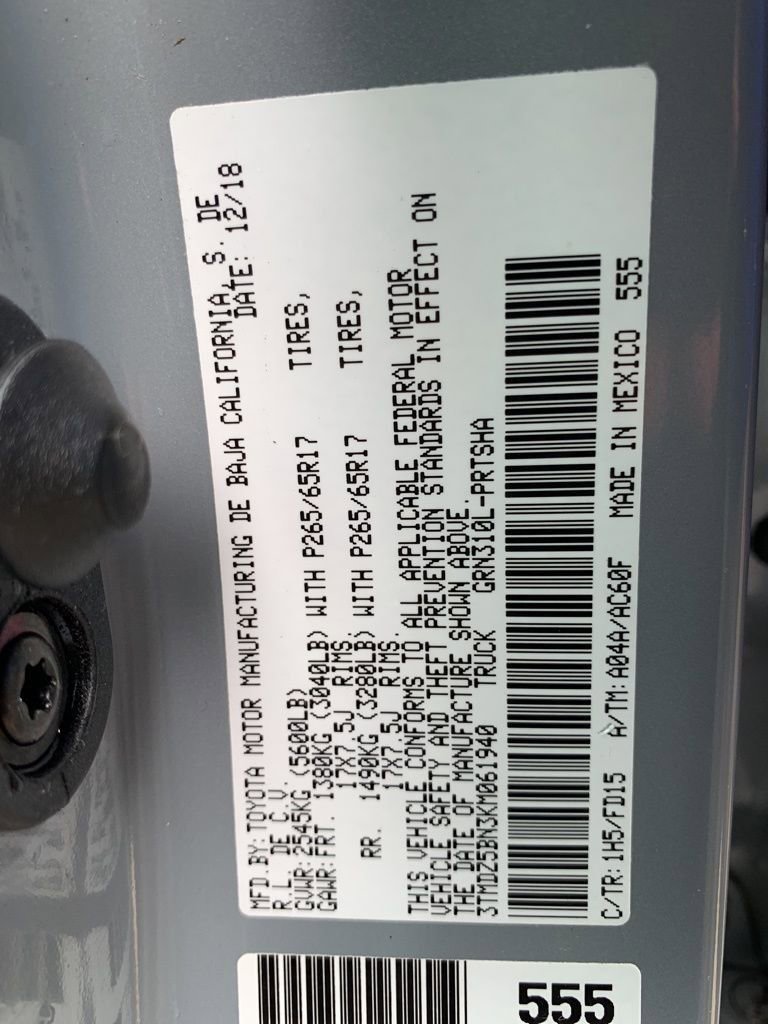 MFD.BY:TOYOTA MOTOR MANUFACTURING DE BAJA CALIFORNIA, S. DE
R.L. DE C.V. DATE: 12/18
GVWR:2545KG (5600LB)
GAWR:FRT. 1380KG (3040LB) WITH P265/65R17 TIRES,
17X7.5J RIMS.
RR. 1490KG (3280LB) WITH P265/65R17 TIRES,
17X7.5J RIMS.
THIS VEHICLE CONFORMS TO ALL APPLICABLE FEDERAL MOTOR
VEHICLE SAFETY AND THEFT PREVENTION STANDARDS IN EFFECT ON
THE DATE OF MANUFACTURE SHOWN ABOVE.
3TMDZ5BN3KM061940 TRUCK GRN310L-PRTSHA
C/TR:1H5/FD15 A/TM:A04A/AC60F MADE IN MEXICO 555
555